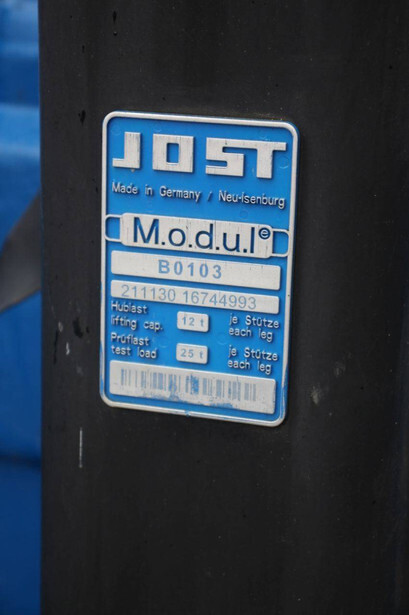 JOST
Made in Germany / Neu-Isenburg
M.o.d.u.l®
B0103
211130 16744993
Hublast
lifting cap. 12 t je Stütze
each leg
Prüflast
test load 25 t je Stütze
each leg